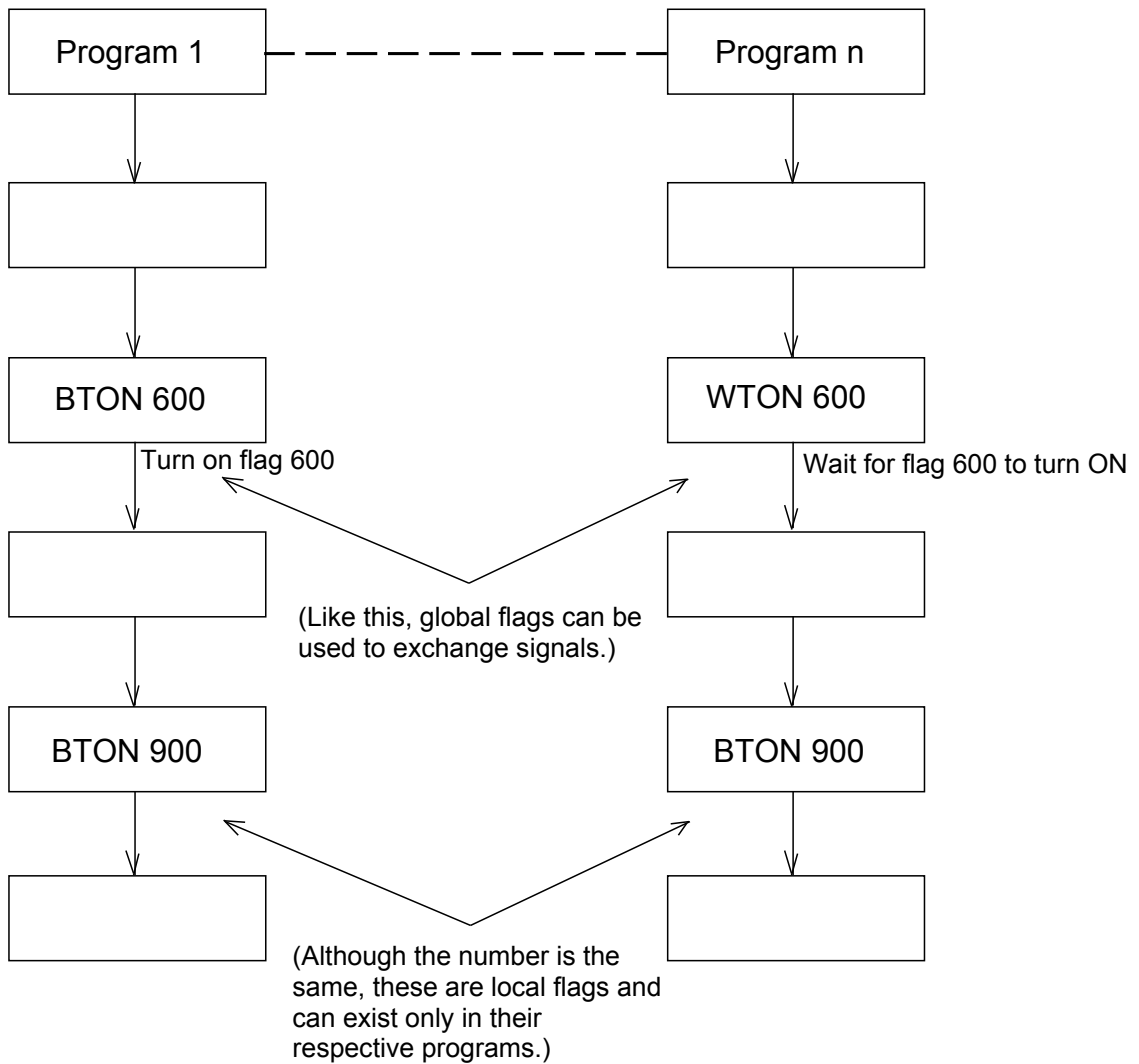 Program 1
Program n
BTON 600
WTON 600
Turn on flag 600
Wait for flag 600 to turn ON
(Like this, global flags can be
used to exchange signals.)
BTON 900
BTON 900
(Although the number is the
same, these are local flags and
can exist only in their
respective programs.)